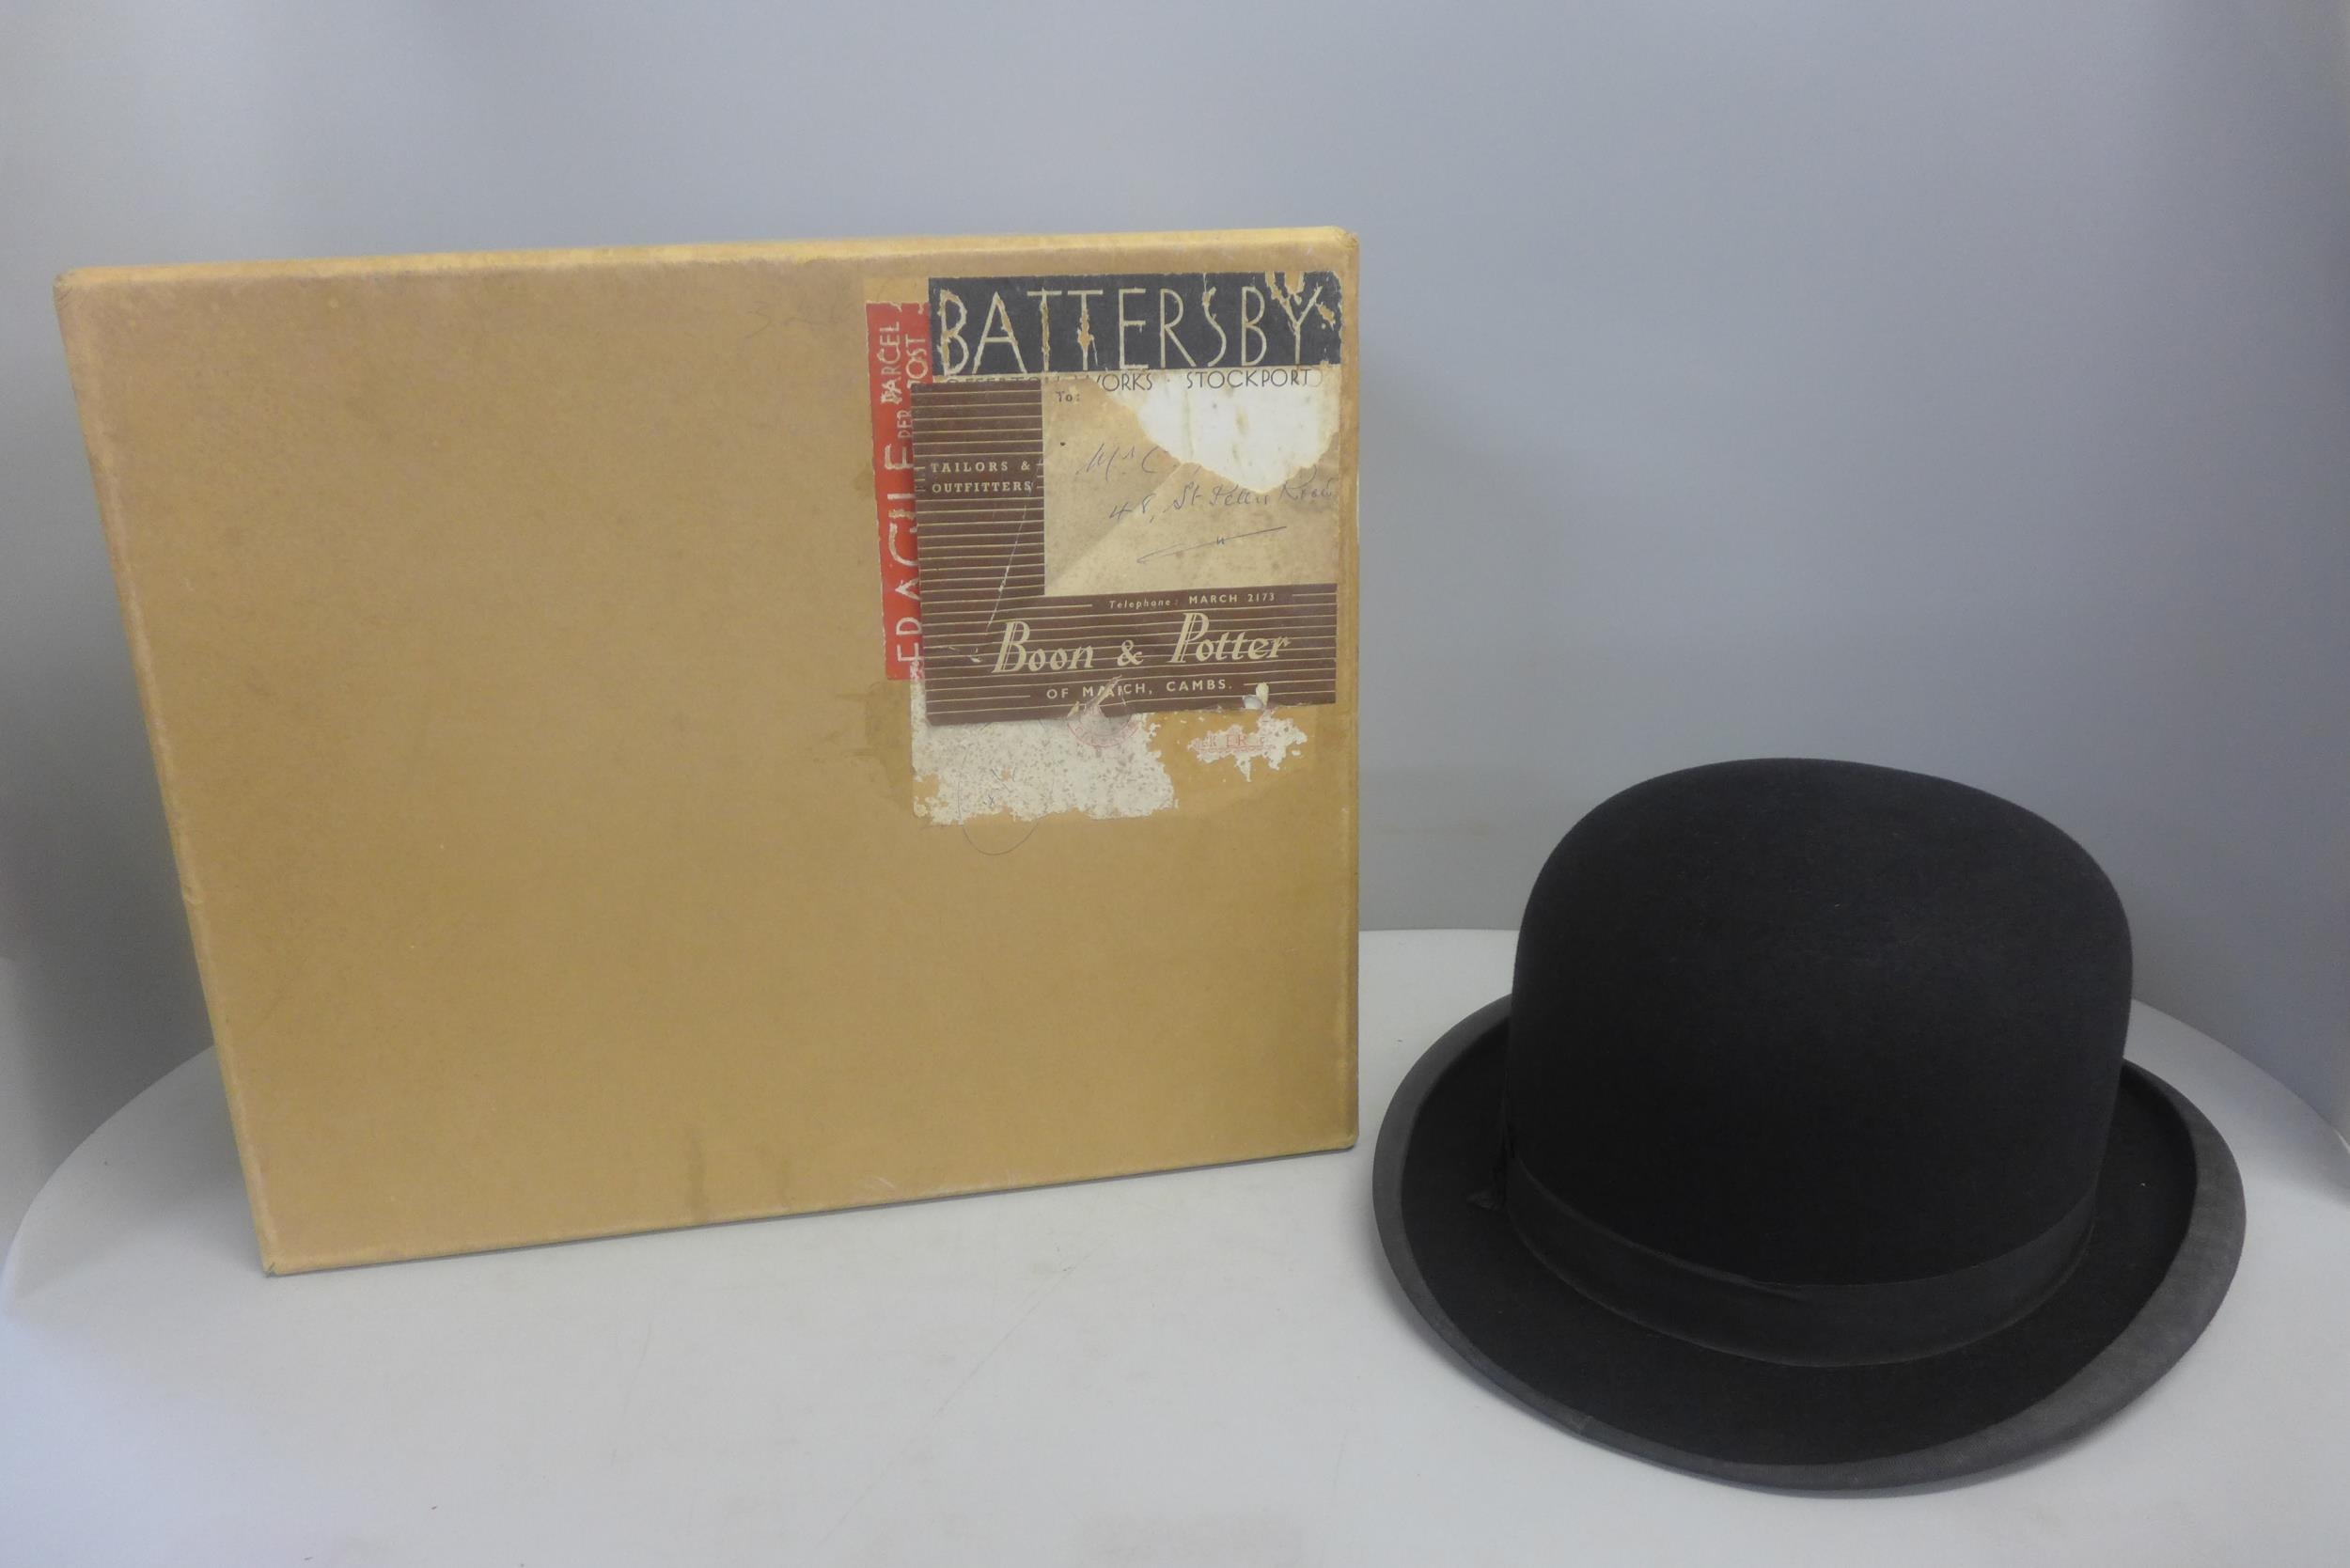 BATTERSBY
WORKS STOCKPORT
FRAGILE
PER PARCEL
POST
To:
TAILORS &
OUTFITTERS
48, St Peters Road
Telephone: MARCH 2173
Boon & Potter
OF MARCH, CAMBS.